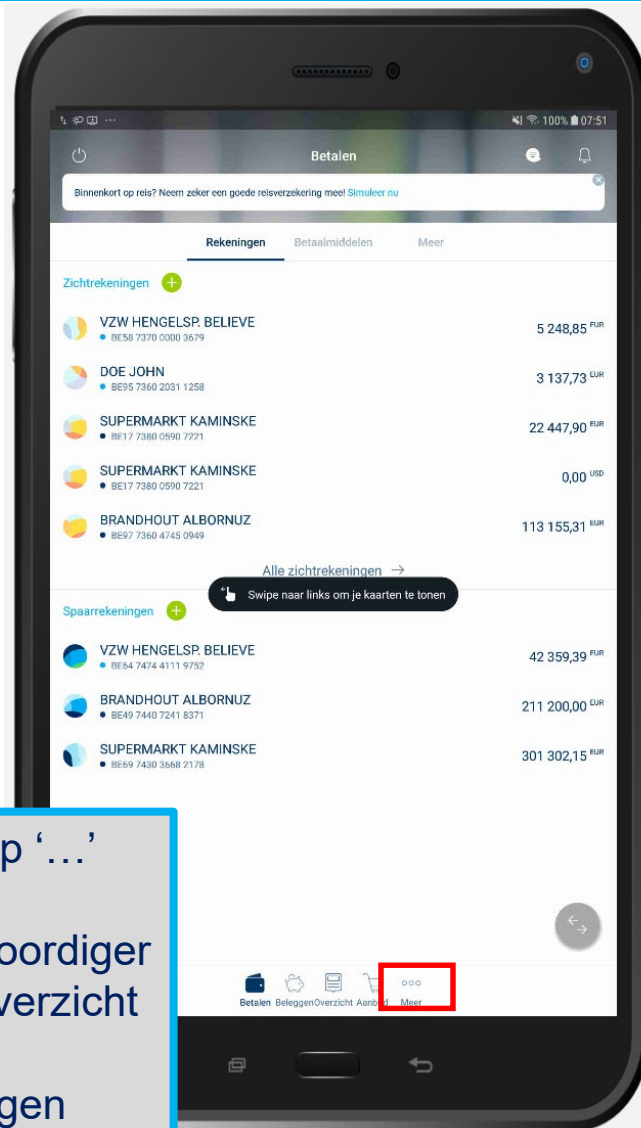 100% 07:51
Betalen
Binnenkort op reis? Neem zeker een goede reisverzekering mee! Simuleer nu
Rekeningen Betaalmiddelen Meer
Zichtrekeningen
VZW HENGELSP. BELIEVE
BE58 7370 0000 3679
5 248,85 EUR
DOE JOHN
BE95 7360 2031 1258
3 137,73 EUR
SUPERMARKT KAMINSKE
BE17 7380 0590 7221
22 447,90 EUR
SUPERMARKT KAMINSKE
BE17 7380 0590 7221
0,00 USD
BRANDHOUT ALBORNUZ
BE97 7360 4745 0949
113 155,31 EUR
Alle zichtrekeningen →
Swipe naar links om je kaarten te tonen
Spaarrekeningen
VZW HENGELSP. BELIEVE
BE64 7474 4111 9752
42 359,39 EUR
BRANDHOUT ALBORNUZ
BE49 7440 7241 8371
211 200,00 EUR
SUPERMARKT KAMINSKE
BE69 7430 3668 2178
301 302,15 EUR
p ‘…’
oordiger
verzicht
gen
Betalen Beleggen Overzicht Aanbod Meer